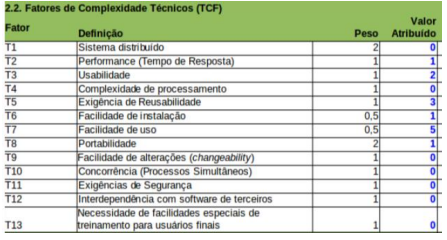 2.2. Fatores de Complexidade Técnicos (TCF)
Fator Definição Peso Valor Atribuído
T1 Sistema distribuído 2 0
T2 Performance (Tempo de Resposta) 1 1
T3 Usabilidade 1 2
T4 Complexidade de processamento 1 0
T5 Exigência de Reusabilidade 1 3
T6 Facilidade de instalação 0,5 1
T7 Facilidade de uso 0,5 5
T8 Portabilidade 2 1
T9 Facilidade de alterações (changeability) 1 0
T10 Concorrência (Processos Simultâneos) 1 0
T11 Exigências de Segurança 1 0
T12 Interdependência com software de terceiros 1 0
Necessidade de facilidades especiais de
T13 treinamento para usuários finais 1 0